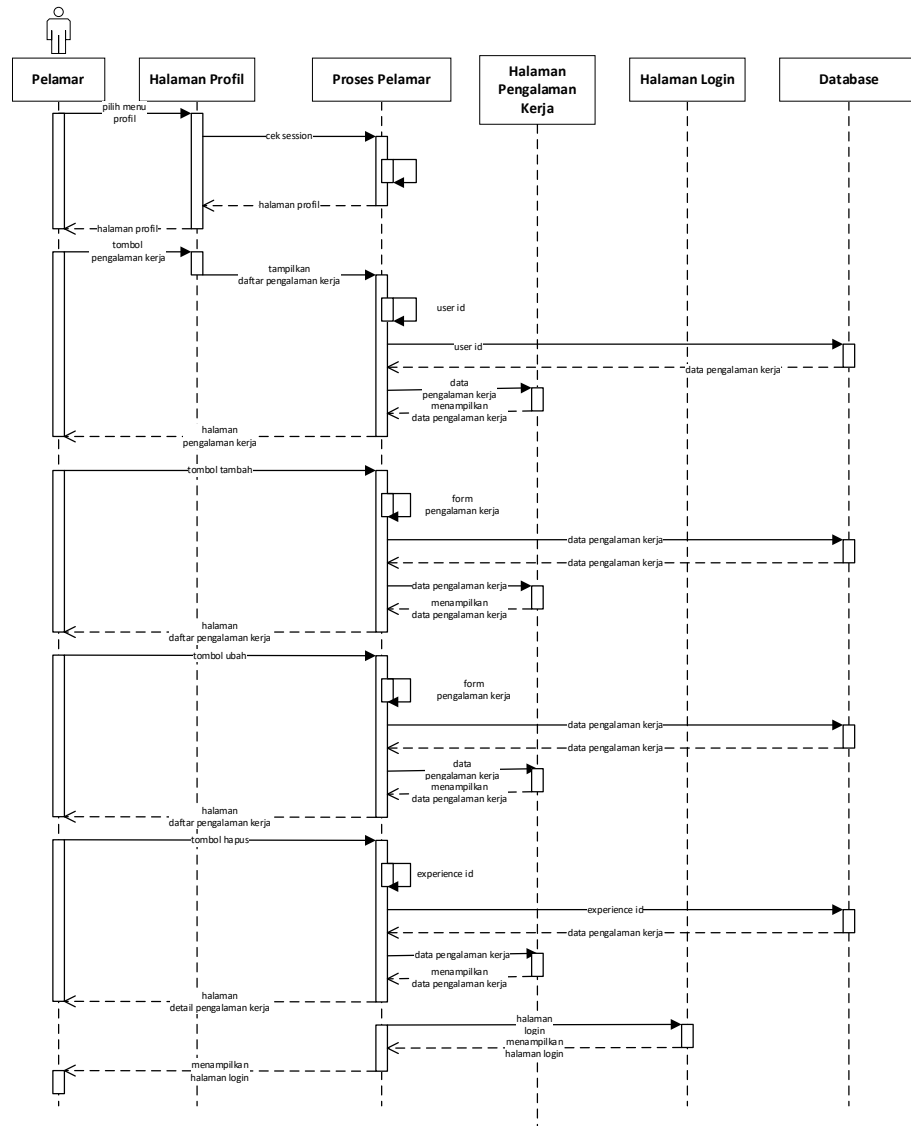 Pelamar
Halaman Profil
Proses Pelamar
Halaman
Pengalaman
Kerja
Halaman Login
Database
pilih menu
profil
cek session
halaman profil
halaman profil
tombol
pengalaman kerja
tampilkan
daftar pengalaman kerja
user id
user id
data pengalaman kerja
data
pengalaman kerja
menampilkan
data pengalaman kerja
halaman
pengalaman kerja
tombol tambah
form
pengalaman kerja
data pengalaman kerja
data pengalaman kerja
data pengalaman kerja
menampilkan
data pengalaman kerja
halaman
daftar pengalaman kerja
tombol ubah
form
pengalaman kerja
data pengalaman kerja
data pengalaman kerja
data
pengalaman kerja
menampilkan
data pengalaman kerja
halaman
daftar pengalaman kerja
tombol hapus
experience id
experience id
data pengalaman kerja
data pengalaman kerja
menampilkan
data pengalaman kerja
halaman
detail pengalaman kerja
halaman
login
menampilkan
halaman login
menampilkan
halaman login